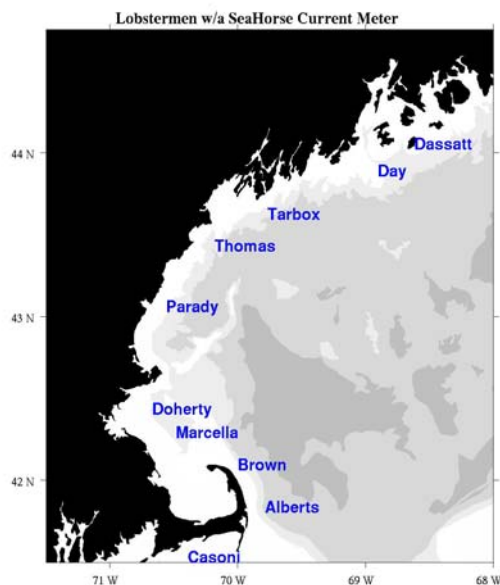 Lobstermen w/a SeaHorse Current Meter
44 N
Dassatt
Day
Tarbox
Thomas
43 N
Parady
Doherty
Marcella
42 N
Brown
Alberts
Casoni
71 W
70 W
69 W
68 W